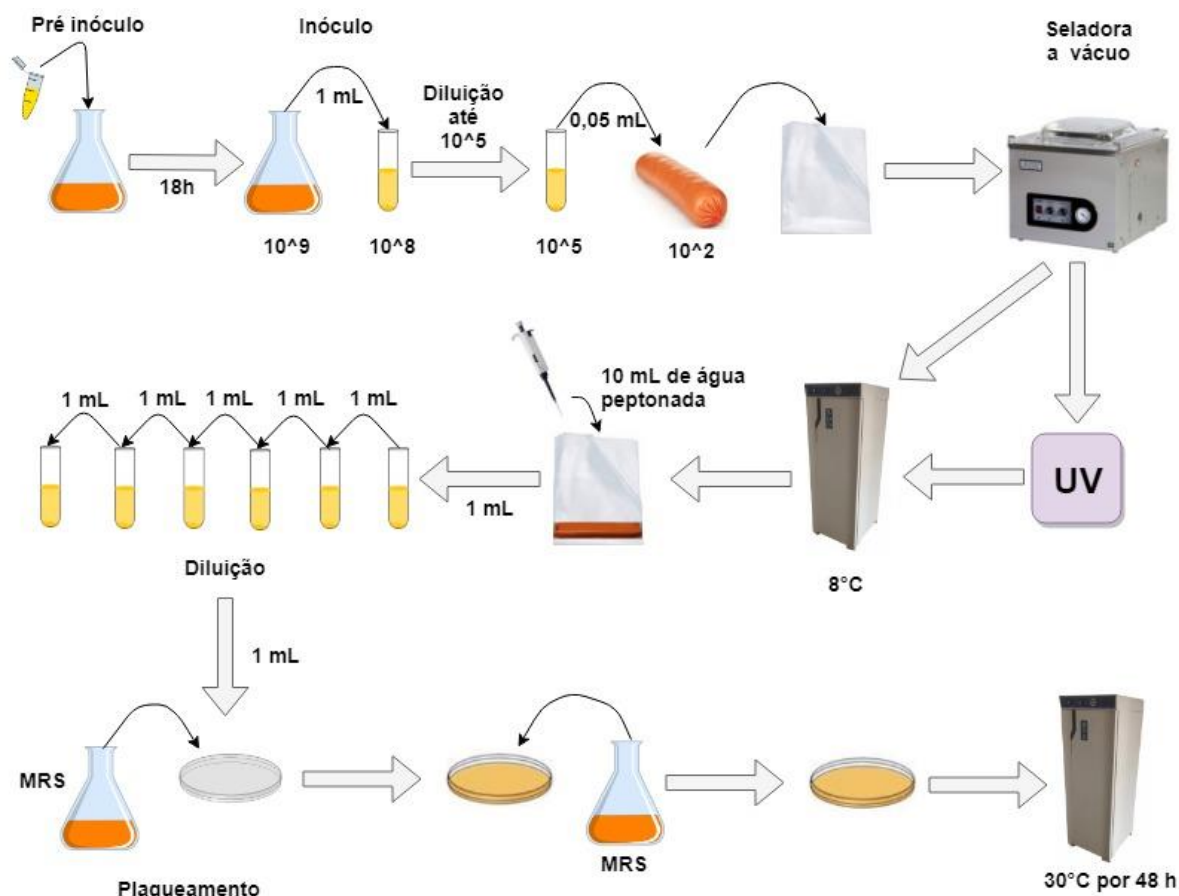 Pré inóculo
Inóculo
Seladora
a vácuo
1 mL
Diluição
até
10^5
0,05 mL
18h
10^9
10^8
10^5
10^2
1 mL
1 mL
1 mL
1 mL
1 mL
10 mL de água
peptonada
UV
1 mL
8°C
Diluição
1 mL
MRS
MRS
Plaqueamento
30°C por 48 h